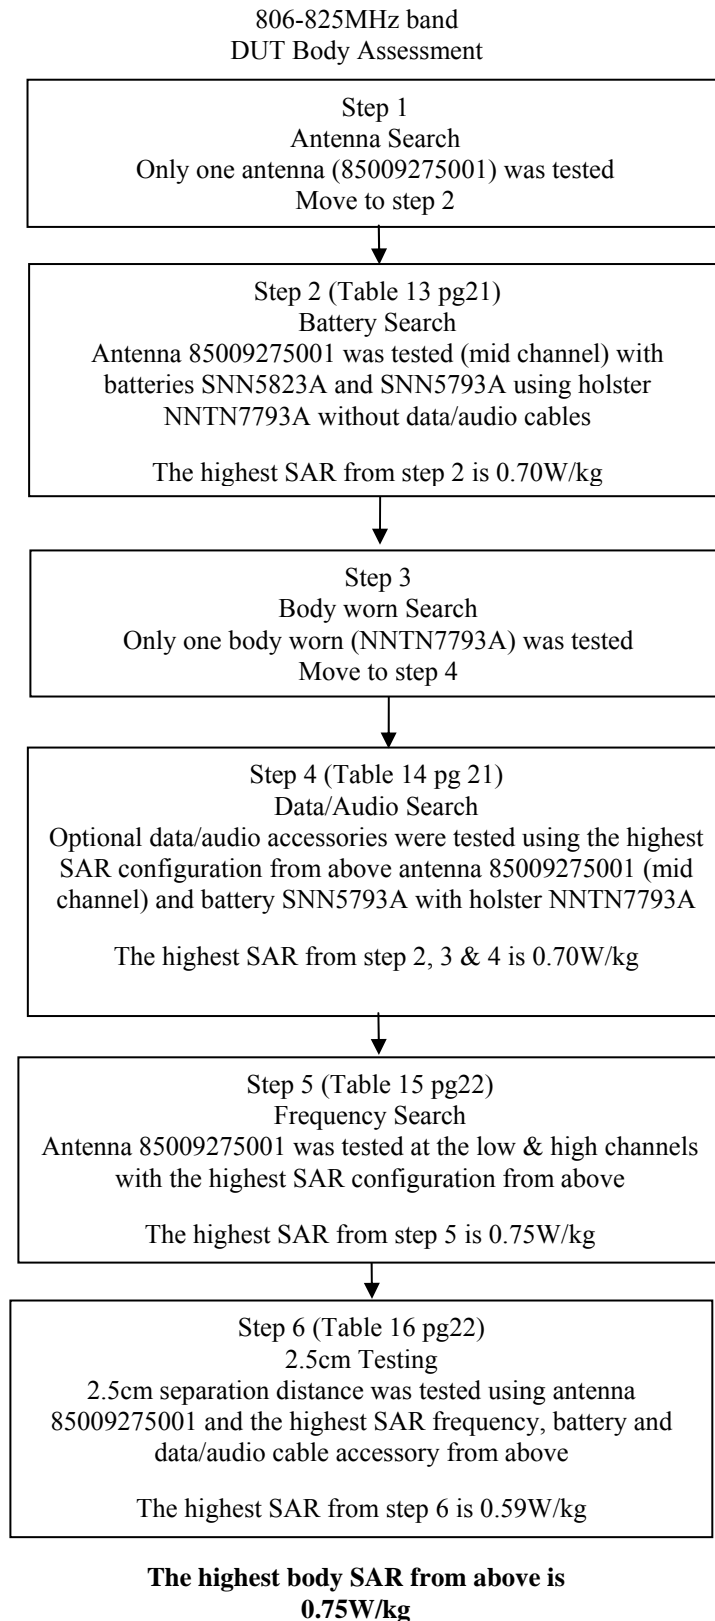 806-825MHz band
DUT Body Assessment
Step 1
Antenna Search
Only one antenna (85009275001) was tested
Move to step 2
Step 2 (Table 13 pg21)
Battery Search
Antenna 85009275001 was tested (mid channel) with
batteries SNN5823A and SNN5793A using holster
NNTN7793A without data/audio cables
The highest SAR from step 2 is 0.70W/kg
Step 3
Body worn Search
Only one body worn (NNTN7793A) was tested
Move to step 4
Step 4 (Table 14 pg 21)
Data/Audio Search
Optional data/audio accessories were tested using the highest
SAR configuration from above antenna 85009275001 (mid
channel) and battery SNN5793A with holster NNTN7793A
The highest SAR from step 2, 3 & 4 is 0.70W/kg
Step 5 (Table 15 pg22)
Frequency Search
Antenna 85009275001 was tested at the low & high channels
with the highest SAR configuration from above
The highest SAR from step 5 is 0.75W/kg
Step 6 (Table 16 pg22)
2.5cm Testing
2.5cm separation distance was tested using antenna
85009275001 and the highest SAR frequency, battery and
data/audio cable accessory from above
The highest SAR from step 6 is 0.59W/kg
The highest body SAR from above is
0.75W/kg